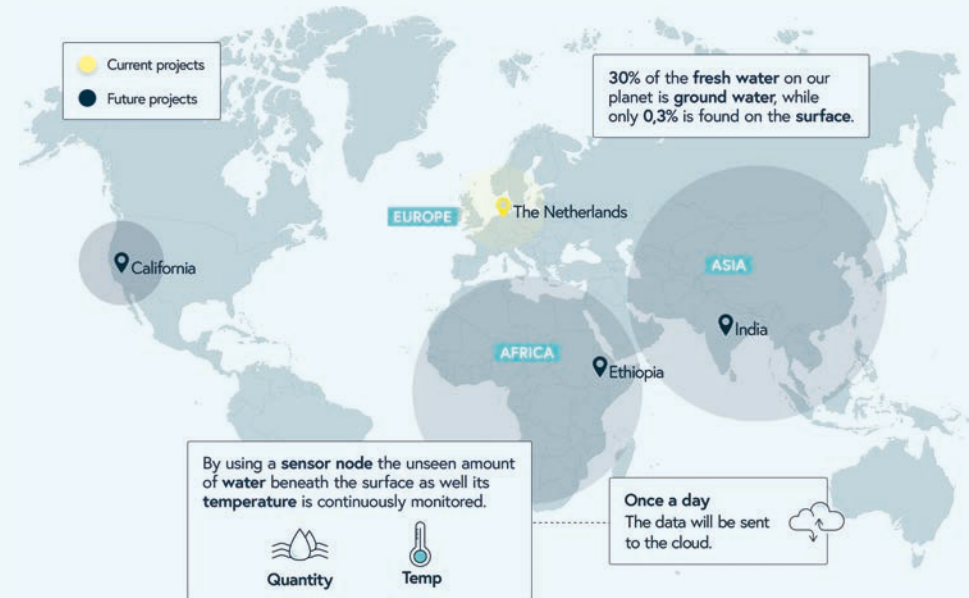 Current projects
Future projects
30% of the fresh water on our
planet is ground water, while
only 0,3% is found on the surface.
EUROPE
The Netherlands
California
ASIA
India
AFRICA
Ethiopia
By using a sensor node the unseen amount
of water beneath the surface as well its
temperature is continuously monitored.
Quantity
Temp
Once a day
The data will be sent
to the cloud.